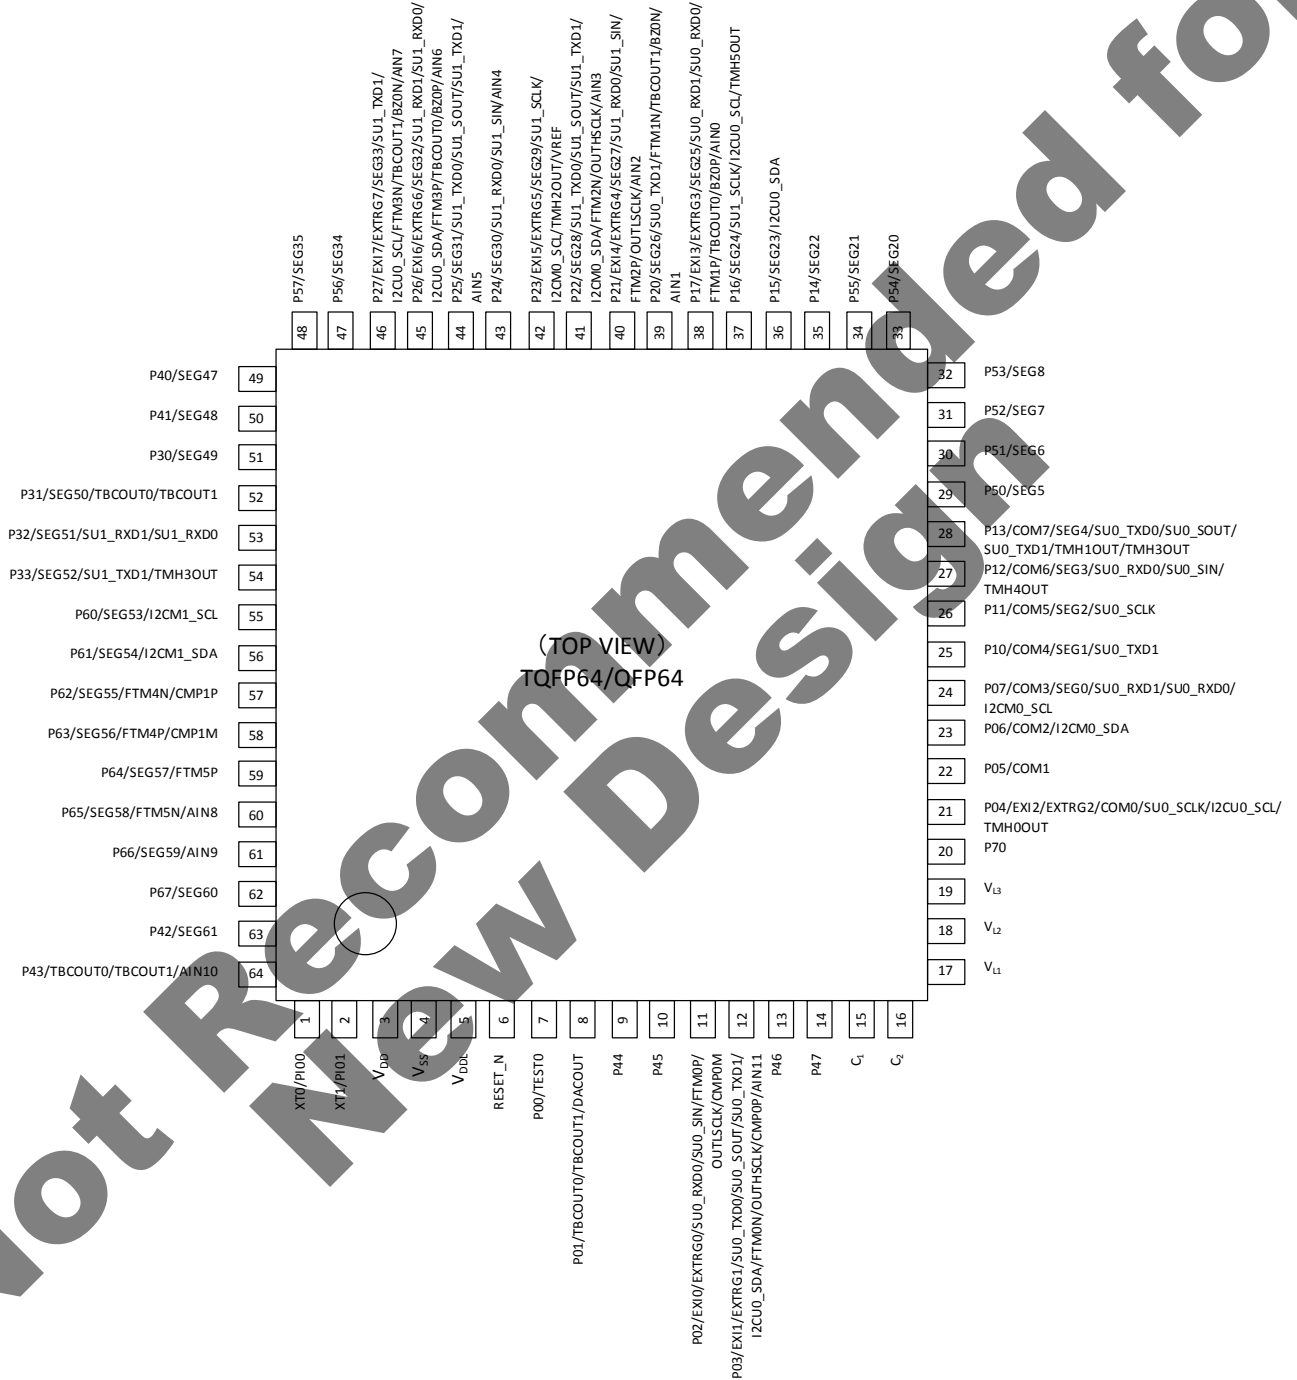 P57/SEG35
P56/SEG34
P27/EXI7/EXTRG7/SEG33/SU1_TXD1/
I2CU0_SCL/FTM3N/TBCOUT1/BZ0N/AIN7
P26/EXI6/EXTRG6/SEG32/SU1_RXD1/SU1_RXD0/
I2CU0_SDA/FTM3P/TBCOUT0/BZ0P/AIN6
P25/SEG31/SU1_TXD0/SU1_SOUT/SU1_TXD1/
AIN5
P24/SEG30/SU1_RXD0/SU1_SIN/AIN4
P23/EXI5/EXTRG5/SEG29/SU1_SCLK/
I2CM0_SCL/TMH2OUT/VREF
P22/SEG28/SU1_TXD0/SU1_SOUT/SU1_TXD1/
I2CM0_SDA/FTM2N/OUTHSCLK/AIN3
P21/EXI4/EXTRG4/SEG27/SU1_RXD0/SU1_SIN/
FTM2P/OUTLSCLK/AIN2
P20/SEG26/SU0_TXD1/FTM1N/TBCOUT1/BZ0N/
AIN1
P17/EXI3/EXTRG3/SEG25/SU0_RXD1/SU0_RXD0/
FTM1P/TBCOUT0/BZ0P/AIN0
P16/SEG24/SU1_SCLK/I2CU0_SCL/TMH5OUT
P15/SEG23/I2CU0_SDA
P14/SEG22
P55/SEG21
P54/SEG20
48 47 46 45 44 43 42 41 40 39 38 37 36 35 34 33
P40/SEG47 49
P41/SEG48 50
P30/SEG49 51
P31/SEG50/TBCOUT0/TBCOUT1 52
P32/SEG51/SU1_RXD1/SU1_RXD0 53
P33/SEG52/SU1_TXD1/TMH3OUT 54
P60/SEG53/I2CM1_SCL 55
P61/SEG54/I2CM1_SDA 56
P62/SEG55/FTM4N/CMP1P 57
P63/SEG56/FTM4P/CMP1M 58
P64/SEG57/FTM5P 59
P65/SEG58/FTM5N/AIN8 60
P66/SEG59/AIN9 61
P67/SEG60 62
P42/SEG61 63
P43/TBCOUT0/TBCOUT1/AIN10 64
(TOP VIEW)
TQFP64/QFP64
32 P53/SEG8
31 P52/SEG7
30 P51/SEG6
29 P50/SEG5
28 P13/COM7/SEG4/SU0_TXD0/SU0_SOUT/
SU0_TXD1/TMH1OUT/TMH3OUT
27 P12/COM6/SEG3/SU0_RXD0/SU0_SIN/
TMH4OUT
26 P11/COM5/SEG2/SU0_SCLK
25 P10/COM4/SEG1/SU0_TXD1
24 P07/COM3/SEG0/SU0_RXD1/SU0_RXD0/
I2CM0_SCL
23 P06/COM2/I2CM0_SDA
22 P05/COM1
21 P04/EXI2/EXTRG2/COM0/SU0_SCLK/I2CU0_SCL/
TMH0OUT
20 P70
19 VL3
18 VL2
17 VL1
1 2 3 4 5 6 7 8 9 10 11 12 13 14 15 16
XT0/PI00
XT1/PI01
VDD
VSS
VDDL
RESET_N
P00/TEST0
P01/TBCOUT0/TBCOUT1/DACOUT
P44
P45
P02/EXI0/EXTRG0/SU0_RXD0/SU0_SIN/FTM0P/
OUTLSCLK/CMP0M
P03/EXI1/EXTRG1/SU0_TXD0/SU0_SOUT/SU0_TXD1/
I2CU0_SDA/FTM0N/OUTHSCLK/CMP0P/AIN11
P46
P47
C1
C2
Not Recommended for
New Design